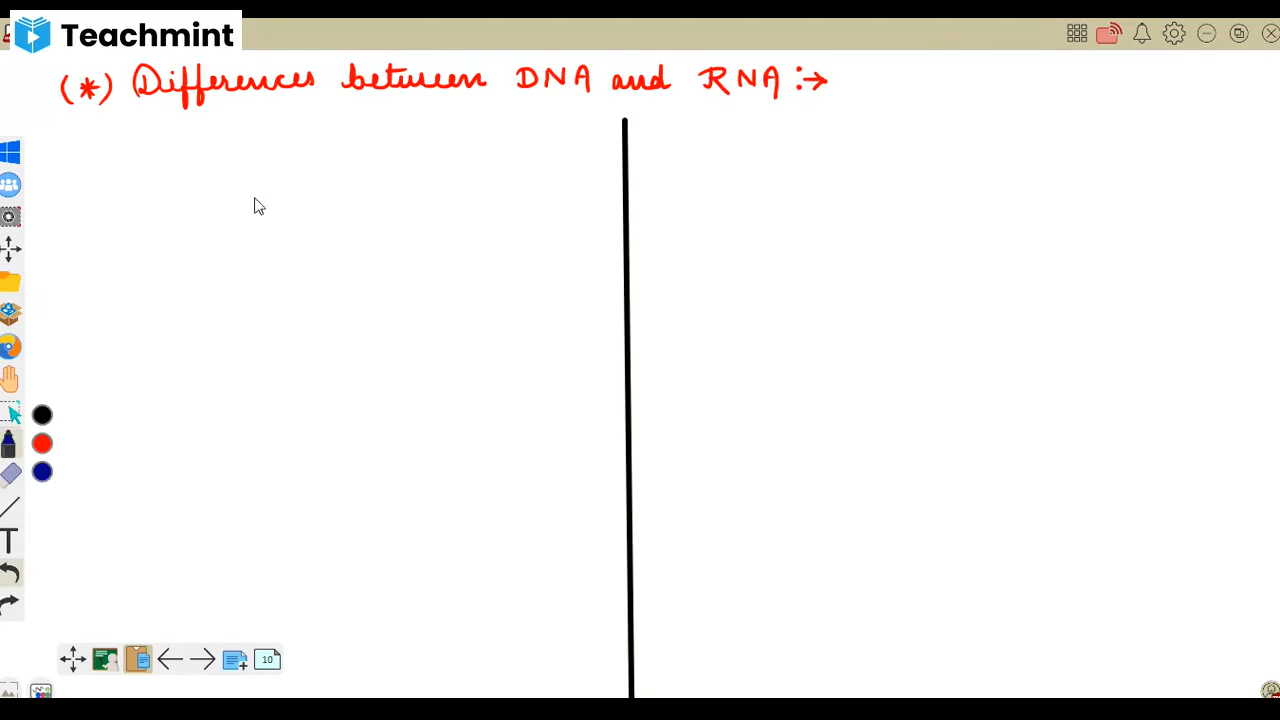 Teachmint
(*) Differences between DNA and RNA :→
T
10